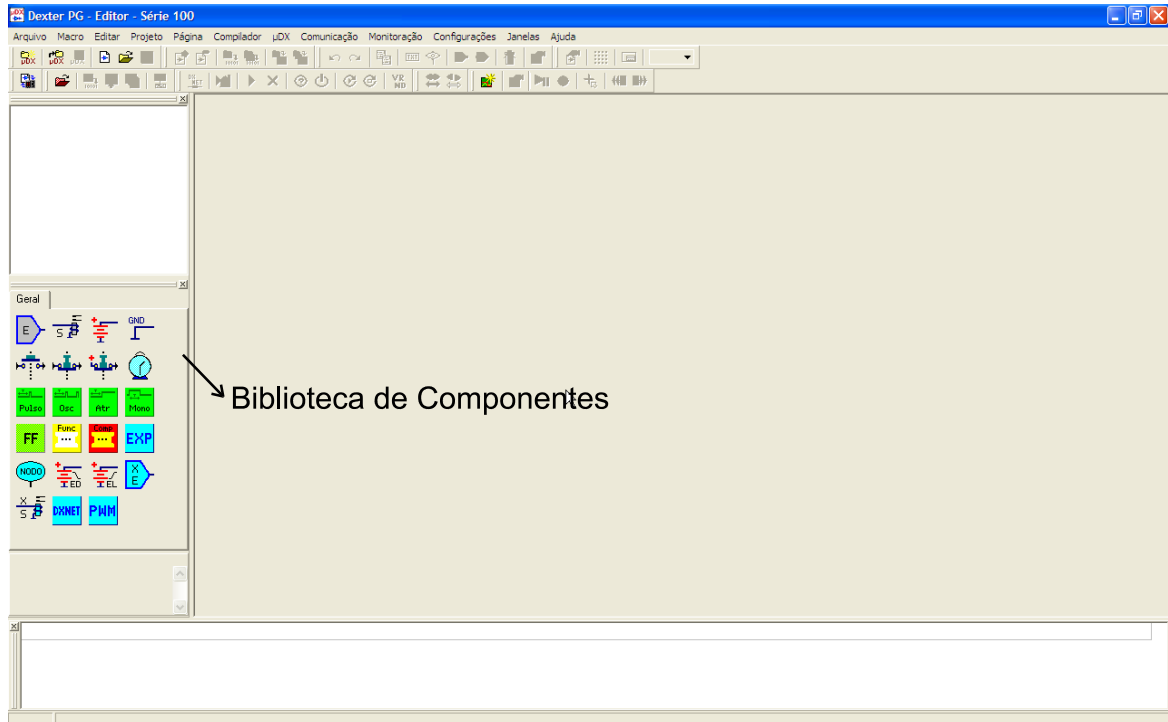 Dexter PG - Editor - Série 100
Arquivo Macro Editar Projeto Página Compilador µDX Comunicação Monitoração Configurações Janelas Ajuda
Geral
E S GND
Pulso Osc Atr Mono
FF Func ... Comp ... EXP
NODO ED EL X E
X S DXNET PWM
Biblioteca de Componentes